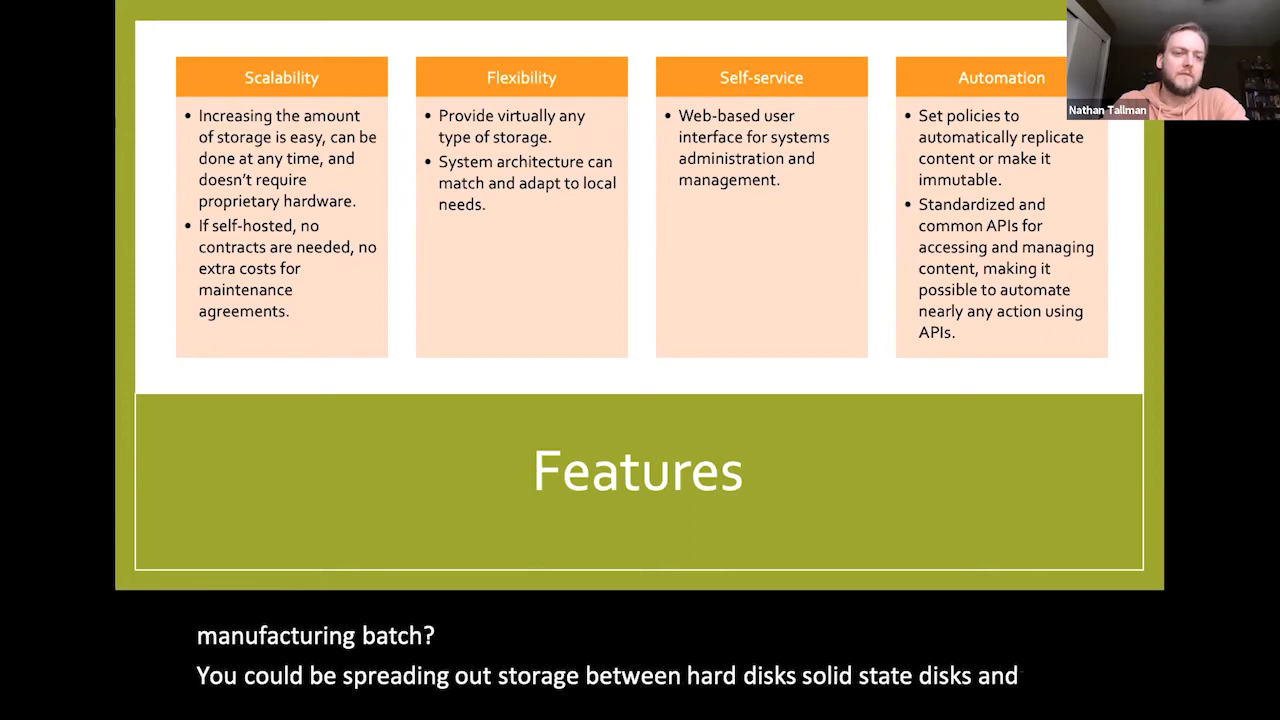 Scalability
• Increasing the amount
of storage is easy, can be
done at any time, and
doesn't require
proprietary hardware.
• If self-hosted, no
contracts are needed, no
extra costs for
maintenance
agreements.
Flexibility
• Provide virtually any
type of storage.
• System architecture can
match and adapt to local
needs.
Self-service
• Web-based user
interface for systems
administration and
management.
Automation
• Set policies to
automatically replicate
content or make it
immutable.
• Standardized and
common APIs for
accessing and managing
content, making it
possible to automate
nearly any action using
APIs.
Nathan Tallman
Features
manufacturing batch?
You could be spreading out storage between hard disks solid state disks and